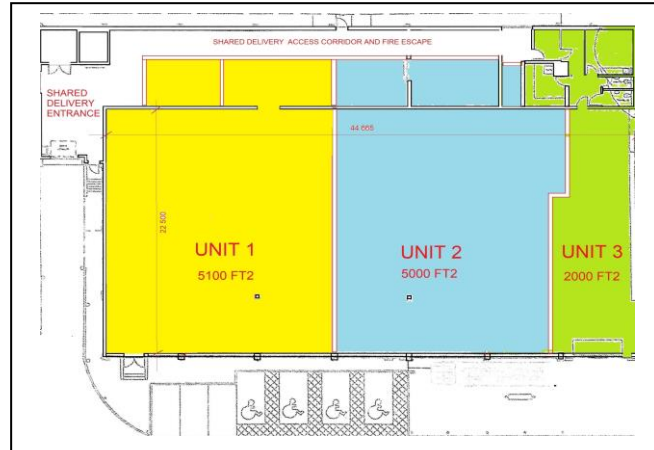 SHARED DELIVERY ACCESS CORRIDOR AND FIRE ESCAPE
SHARED
DELIVERY
ENTRANCE
44 665
22 800
UNIT 1
5100 FT2
UNIT 2
5000 FT2
UNIT 3
2000 FT2